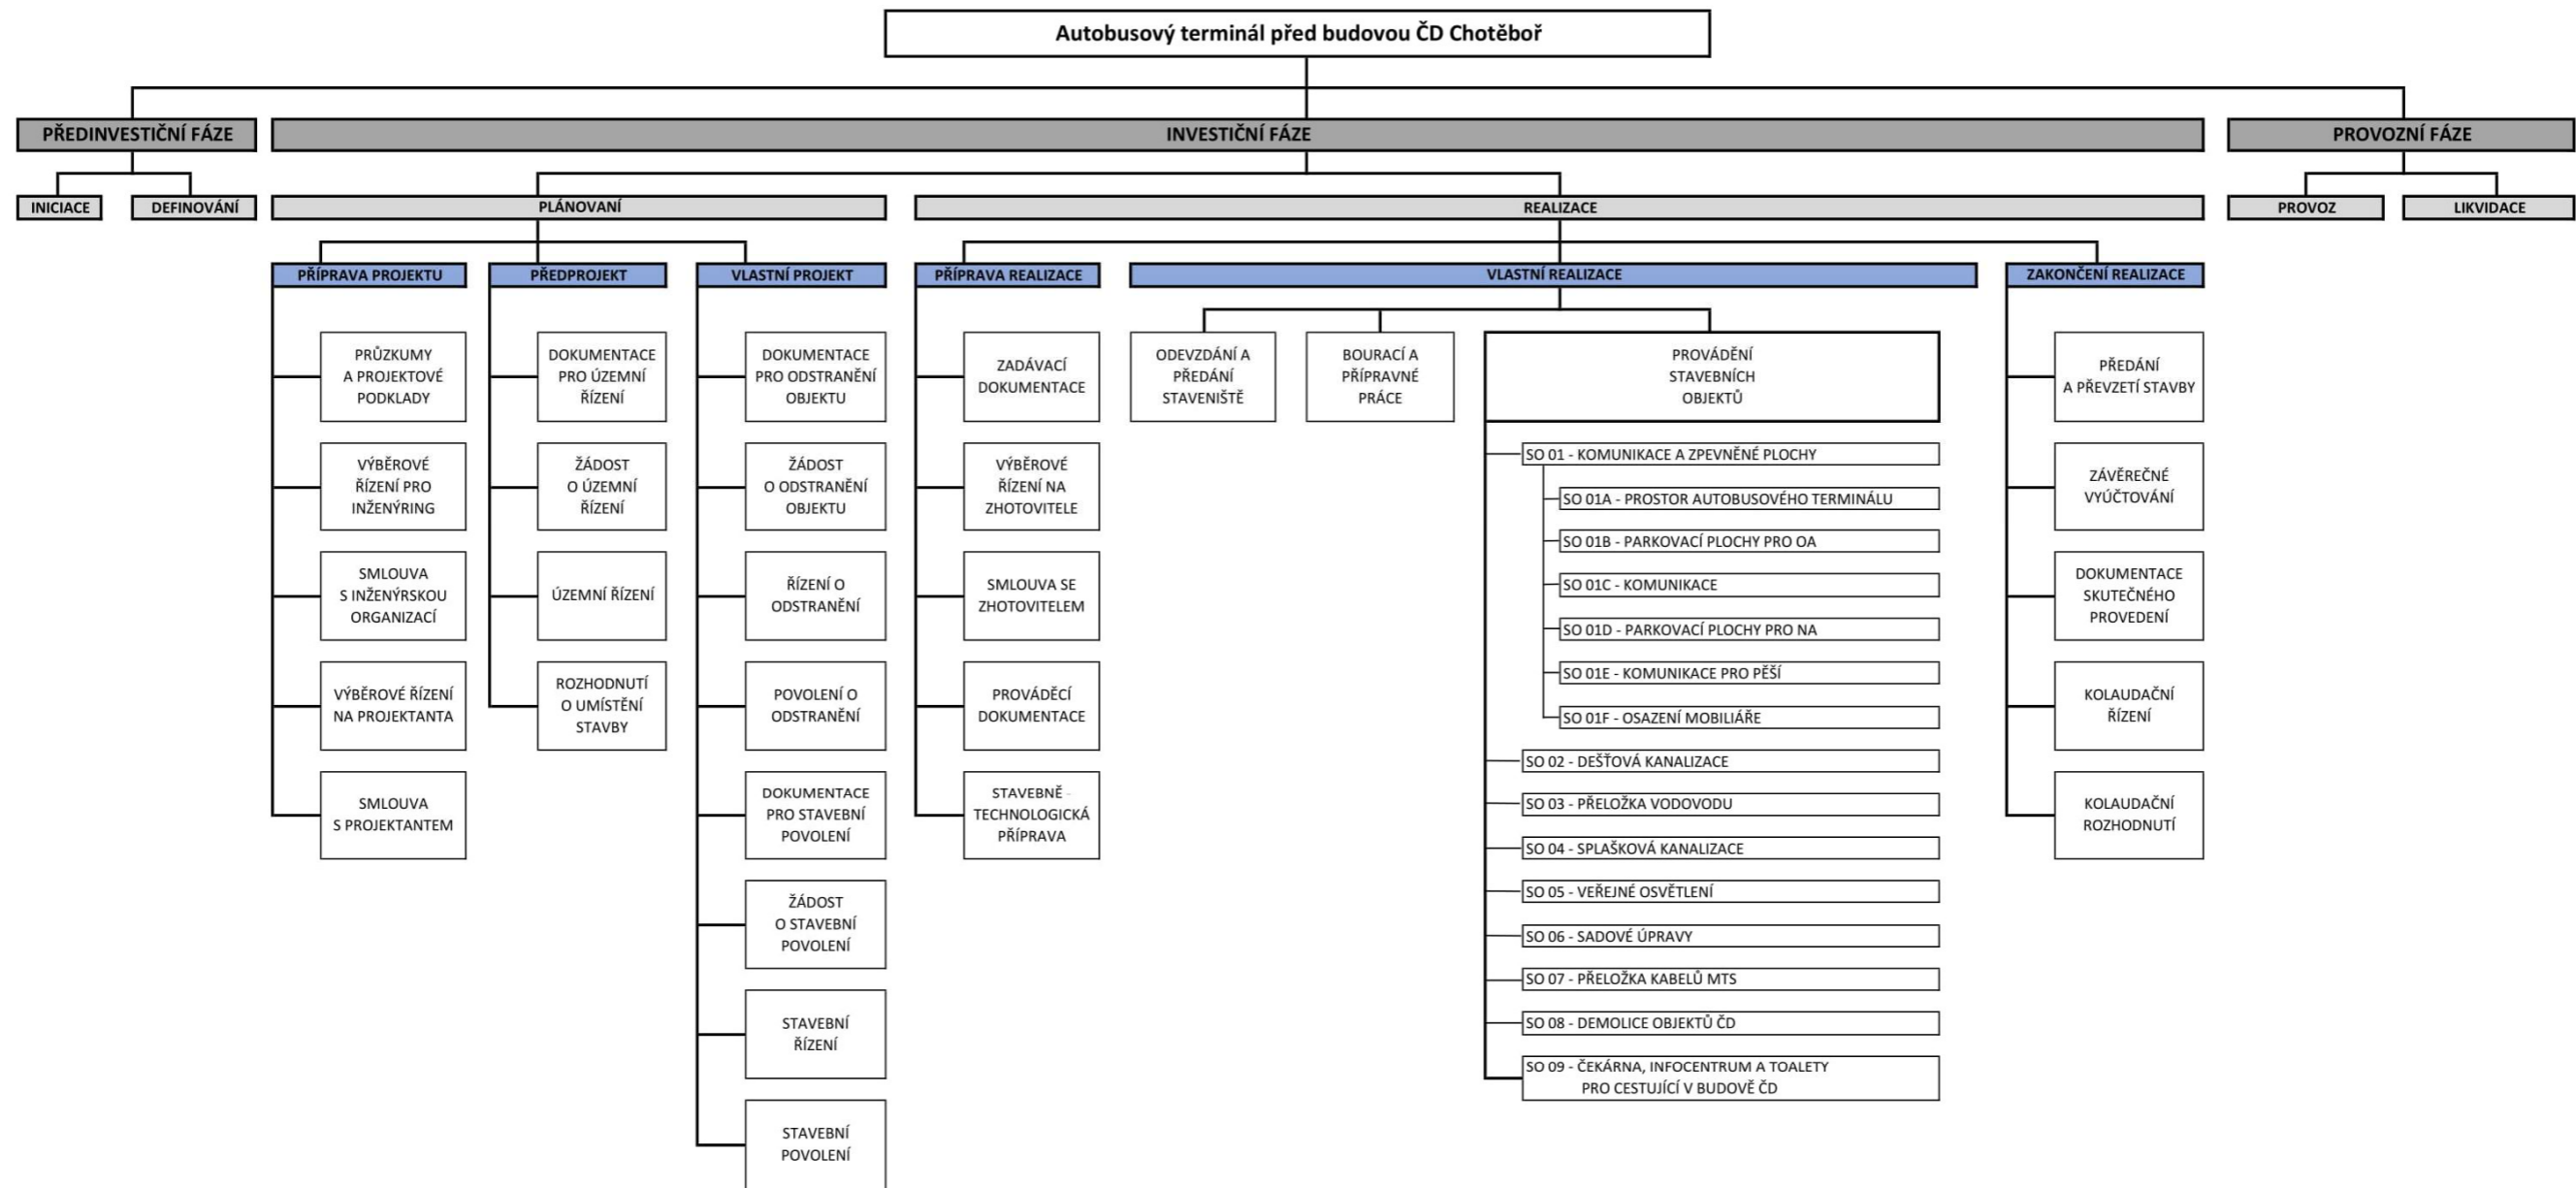 Autobusový terminál před budovou ČD Chotěboř
PŘEDINVESTIČNÍ FÁZE
INVESTIČNÍ FÁZE
PROVOZNÍ FÁZE
INICIACE
DEFINOVÁNÍ
PLÁNOVANÍ
REALIZACE
PROVOZ
LIKVIDACE
PŘÍPRAVA PROJEKTU
PŘEDPROJEKT
VLASTNÍ PROJEKT
PŘÍPRAVA REALIZACE
VLASTNÍ REALIZACE
ZAKONČENÍ REALIZACE
PRŮZKUMY
A PROJEKTOVÉ
PODKLADY
VÝBĚROVÉ
ŘÍZENÍ PRO
INŽENÝRING
SMLOUVA
S INŽENÝRSKOU
ORGANIZACÍ
VÝBĚROVÉ ŘÍZENÍ
NA PROJEKTANTA
SMLOUVA
S PROJEKTANTEM
DOKUMENTACE
PRO ÚZEMNÍ
ŘÍZENÍ
ŽÁDOST
O ÚZEMNÍ
ŘÍZENÍ
ÚZEMNÍ ŘÍZENÍ
ROZHODNUTÍ
O UMÍSTĚNÍ
STAVBY
DOKUMENTACE
PRO ODSTRANĚNÍ
OBJEKTU
ŽÁDOST
O ODSTRANĚNÍ
OBJEKTU
ŘÍZENÍ O
ODSTRANĚNÍ
POVOLENÍ O
ODSTRANĚNÍ
DOKUMENTACE
PRO STAVEBNÍ
POVOLENÍ
ŽÁDOST
O STAVEBNÍ
POVOLENÍ
STAVEBNÍ
ŘÍZENÍ
STAVEBNÍ
POVOLENÍ
ZADÁVACÍ
DOKUMENTACE
VÝBĚROVÉ
ŘÍZENÍ NA
ZHOTOVITELE
SMLOUVA SE
ZHOTOVITELEM
PROVÁDĚCÍ
DOKUMENTACE
STAVEBNĚ -
TECHNOLOGICKÁ
PŘÍPRAVA
ODEVZDÁNÍ A
PŘEDÁNÍ
STAVENIŠTĚ
BOURACÍ A
PŘÍPRAVNÉ
PRÁCE
PROVÁDĚNÍ
STAVEBNÍCH
OBJEKTŮ
SO 01 - KOMUNIKACE A ZPEVNĚNÉ PLOCHY
SO 01A - PROSTOR AUTOBUSOVÉHO TERMINÁLU
SO 01B - PARKOVACÍ PLOCHY PRO OA
SO 01C - KOMUNIKACE
SO 01D - PARKOVACÍ PLOCHY PRO NA
SO 01E - KOMUNIKACE PRO PĚŠÍ
SO 01F - OSAZENÍ MOBILIÁŘE
SO 02 - DEŠŤOVÁ KANALIZACE
SO 03 - PŘELOŽKA VODOVODU
SO 04 - SPLAŠKOVÁ KANALIZACE
SO 05 - VEŘEJNÉ OSVĚTLENÍ
SO 06 - SADOVÉ ÚPRAVY
SO 07 - PŘELOŽKA KABELŮ MTS
SO 08 - DEMOLICE OBJEKTŮ ČD
SO 09 - ČEKÁRNA, INFOCENTRUM A TOALETY
PRO CESTUJÍCÍ V BUDOVĚ ČD
PŘEDÁNÍ
A PŘEVZETÍ STAVBY
ZÁVĚREČNÉ
VYÚČTOVÁNÍ
DOKUMENTACE
SKUTEČNÉHO
PROVEDENÍ
KOLAUDAČNÍ
ŘÍZENÍ
KOLAUDAČNÍ
ROZHODNUTÍ